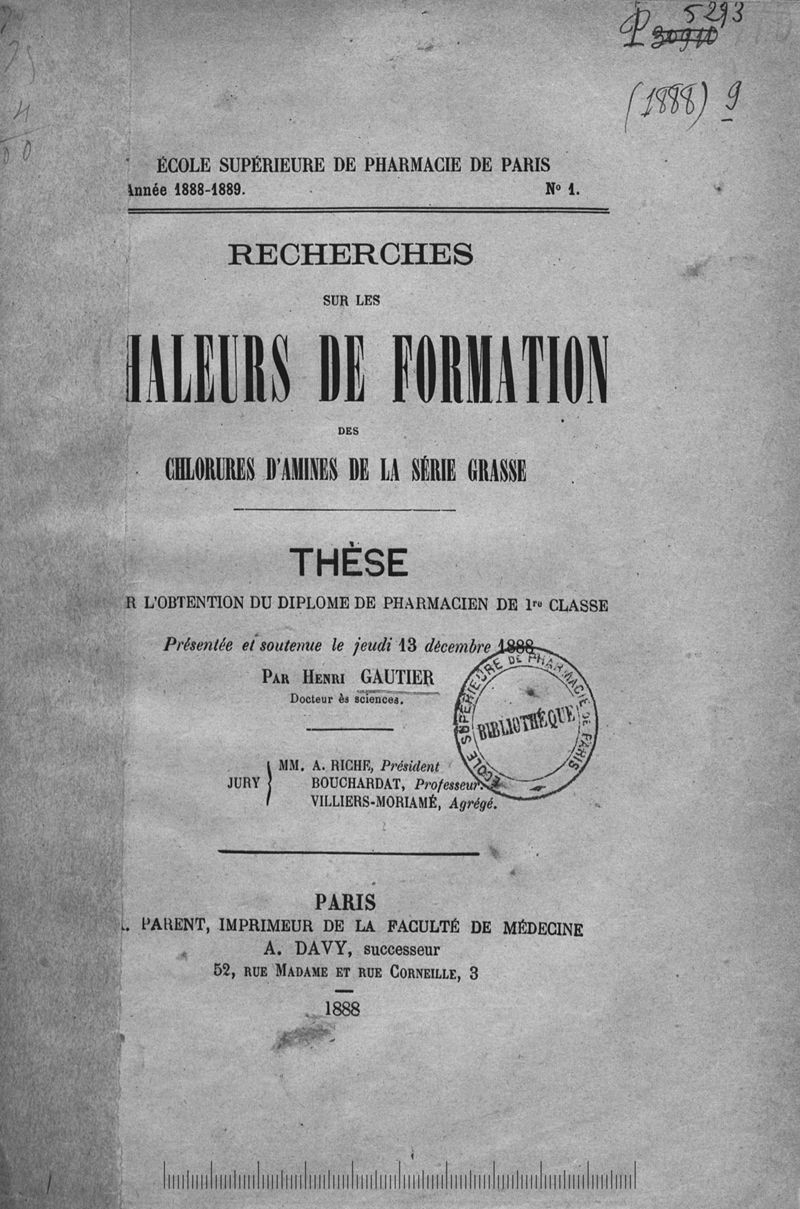 P 5293
30910
(1888) 9
ÉCOLE SUPÉRIEURE DE PHARMACIE DE PARIS
Année 1888-1889. Nº 1.
RECHERCHES
SUR LES
HALEURS DE FORMATION
DES
CHLORURES D'AMINES DE LA SÉRIE GRASSE
THÈSE
R L'OBTENTION DU DIPLOME DE PHARMACIEN DE 1re CLASSE
Présentée et soutenue le jeudi 13 décembre 1888
PAR HENRI GAUTIER
Docteur ès sciences.
ÉCOLE SUPÉRIEURE DE PHARMACIE DE PARIS
BIBLIOTHÈQUE
JURY } MM. A. RICHE, Président
BOUCHARDAT, Professeur.
VILLIERS-MORIAMÉ, Agrégé.
PARIS
. PARENT, IMPRIMEUR DE LA FACULTÉ DE MÉDECINE
A. DAVY, successeur
52, RUE MADAME ET RUE CORNEILLE, 3
1888